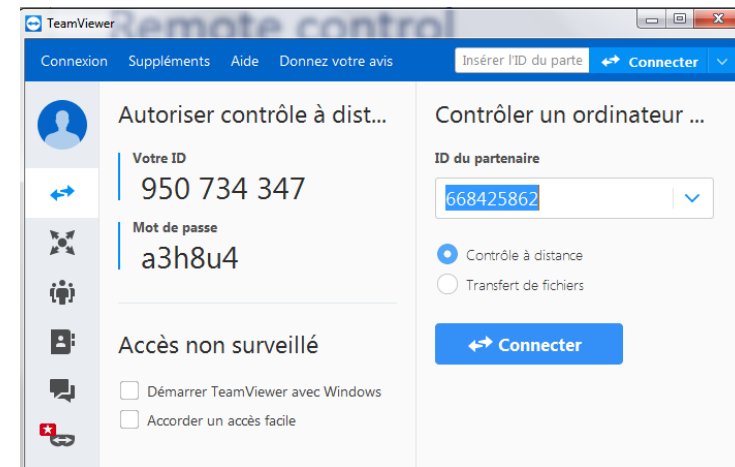 Remote control
TeamViewer
Connexion Suppléments Aide Donnez votre avis
Insérer l'ID du parte
Connecter
Autoriser contrôle à dist...
Votre ID
950 734 347
Mot de passe
a3h8u4
Accès non surveillé
Démarrer TeamViewer avec Windows
Accorder un accès facile
Contrôler un ordinateur ...
ID du partenaire
668425862
Contrôle à distance
Transfert de fichiers
Connecter